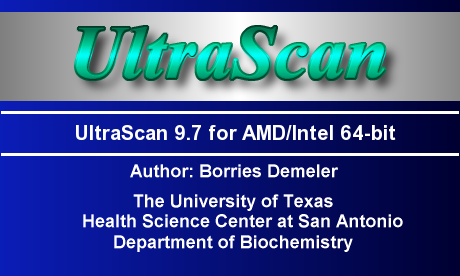 UltraScan
UltraScan 9.7 for AMD/Intel 64-bit
Author: Borries Demeler
The University of Texas
Health Science Center at San Antonio
Department of Biochemistry